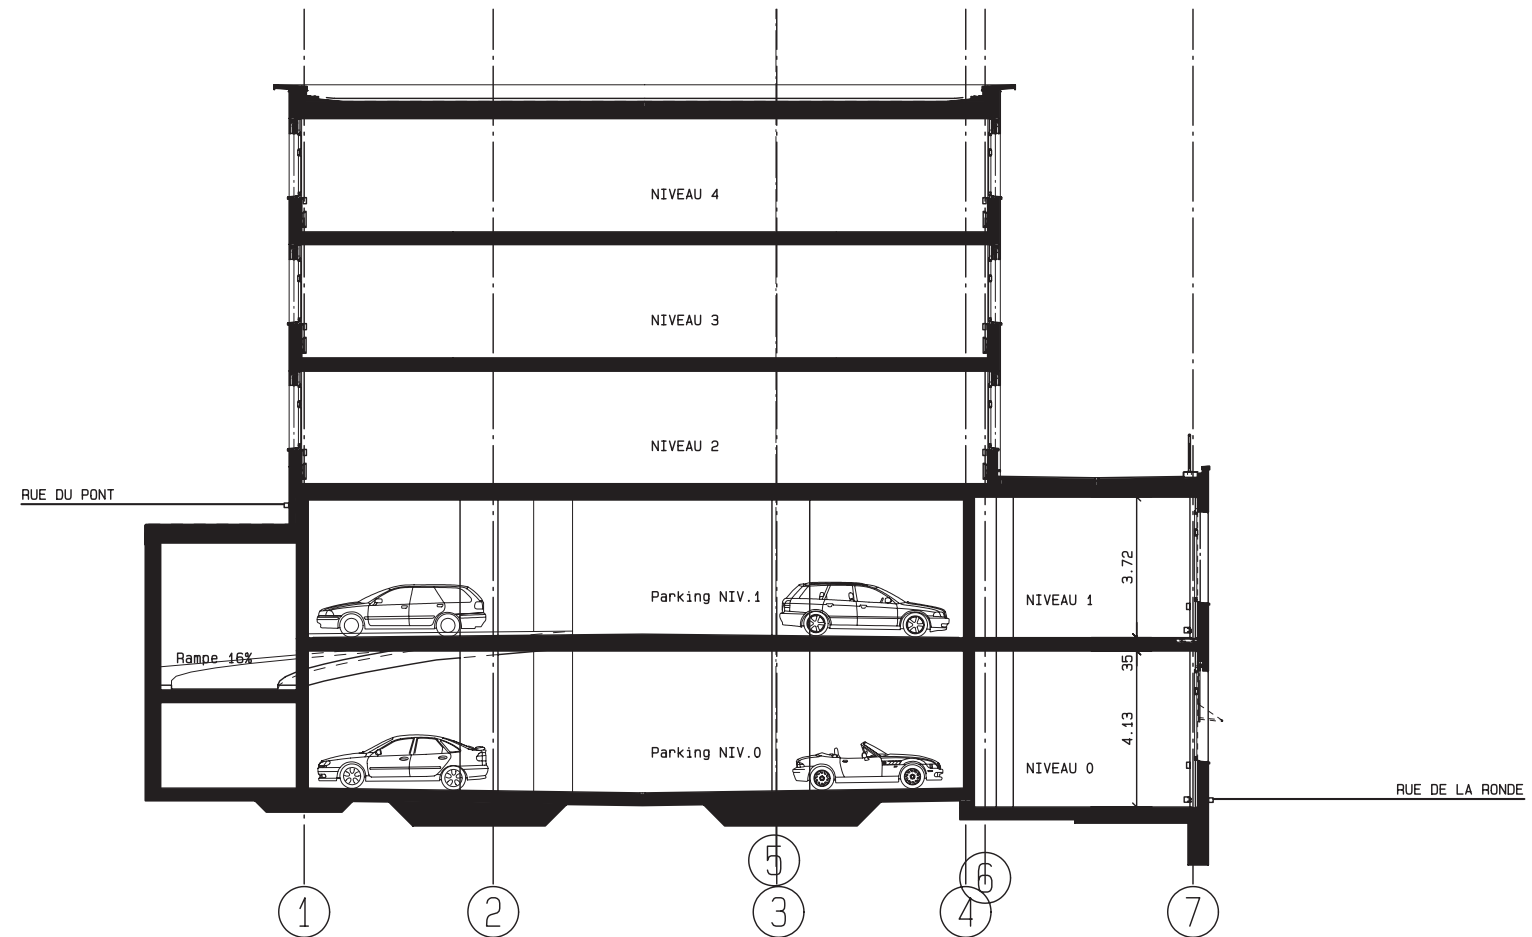 NIVEAU 4
NIVEAU 3
NIVEAU 2
RUE DU PONT
3.72
Parking NIV.1
NIVEAU 1
Rampe 16%
35
4.13
Parking NIV.0
NIVEAU 0
RUE DE LA RONDE
5
6
1
2
3
4
7